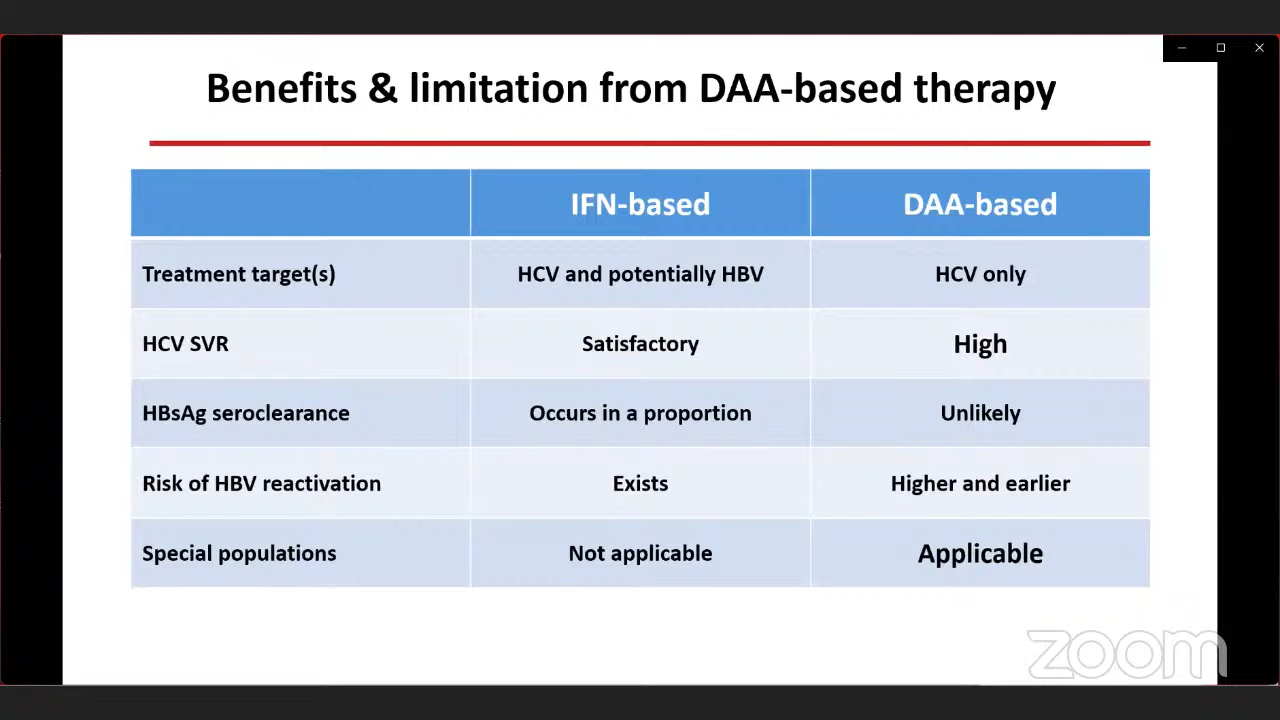 Benefits & limitation from DAA-based therapy
IFN-based DAA-based
Treatment target(s) HCV and potentially HBV HCV only
HCV SVR Satisfactory High
HBsAg seroclearance Occurs in a proportion Unlikely
Risk of HBV reactivation Exists Higher and earlier
Special populations Not applicable Applicable
zoom